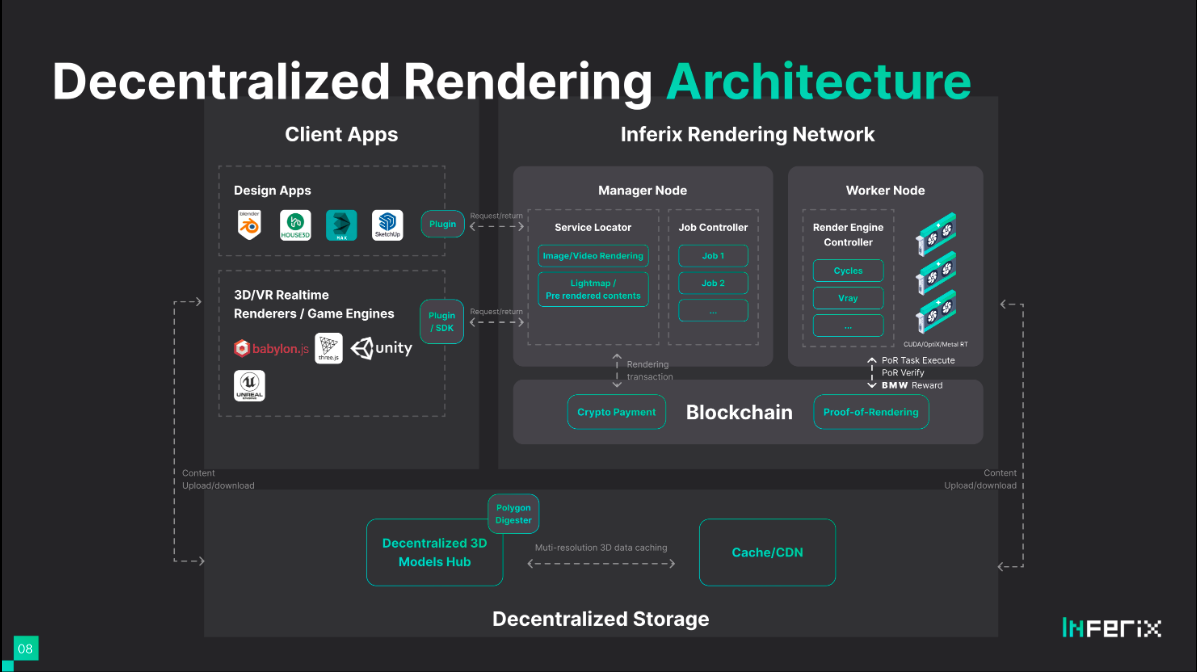 Decentralized Rendering Architecture
Client Apps
Design Apps
blender
HOUSE3D
MAX
SketchUp
Plugin
3D/VR Realtime
Renderers / Game Engines
babylon.js
three.js
unity
UNREAL
Plugin
/ SDK
Request/return
Request/return
Inferix Rendering Network
Manager Node
Service Locator
Image/Video Rendering
Lightmap /
Pre rendered contents
Job Controller
Job 1
Job 2
...
Worker Node
Render Engine
Controller
Cycles
Vray
...
CUDA/OptiX/Metal RT
Rendering
transaction
PoR Task Execute
PoR Verify
BMW Reward
Crypto Payment
Blockchain
Proof-of-Rendering
Content
Upload/download
Content
Upload/download
Polygon
Digester
Decentralized 3D
Models Hub
Muti-resolution 3D data caching
Cache/CDN
Decentralized Storage
INFERIX
08